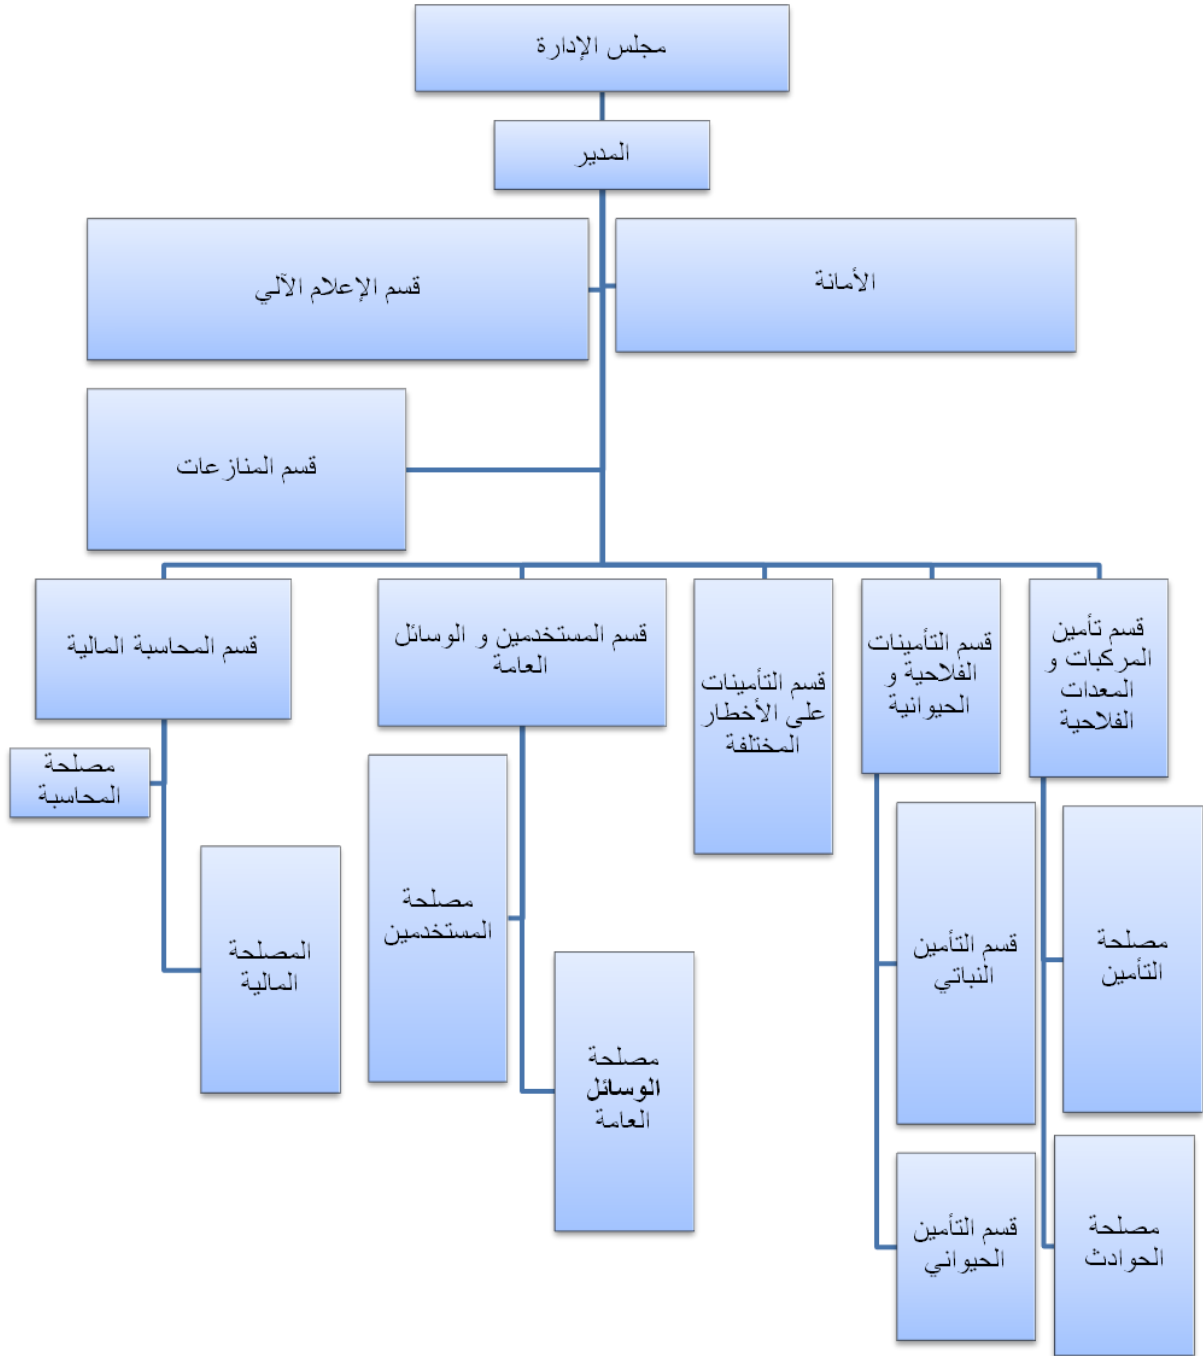 مجلس الإدارة
المدير
الأمانة
قسم الإعلام الآلي
قسم المنازعات
قسم تأمين
المركبات و
المعدات
الفلاحية
قسم التأمينات
الفلاحية و
الحيوانية
قسم التأمينات
على الأخطار
المختلفة
قسم المستخدمين و الوسائل
العامة
قسم المحاسبة المالية
مصلحة
التأمين
مصلحة
الحوادث
قسم التأمين
النباتي
قسم التأمين
الحيواني
مصلحة
المستخدمين
مصلحة
الوسائل
العامة
مصلحة
المحاسبة
المصلحة
المالية